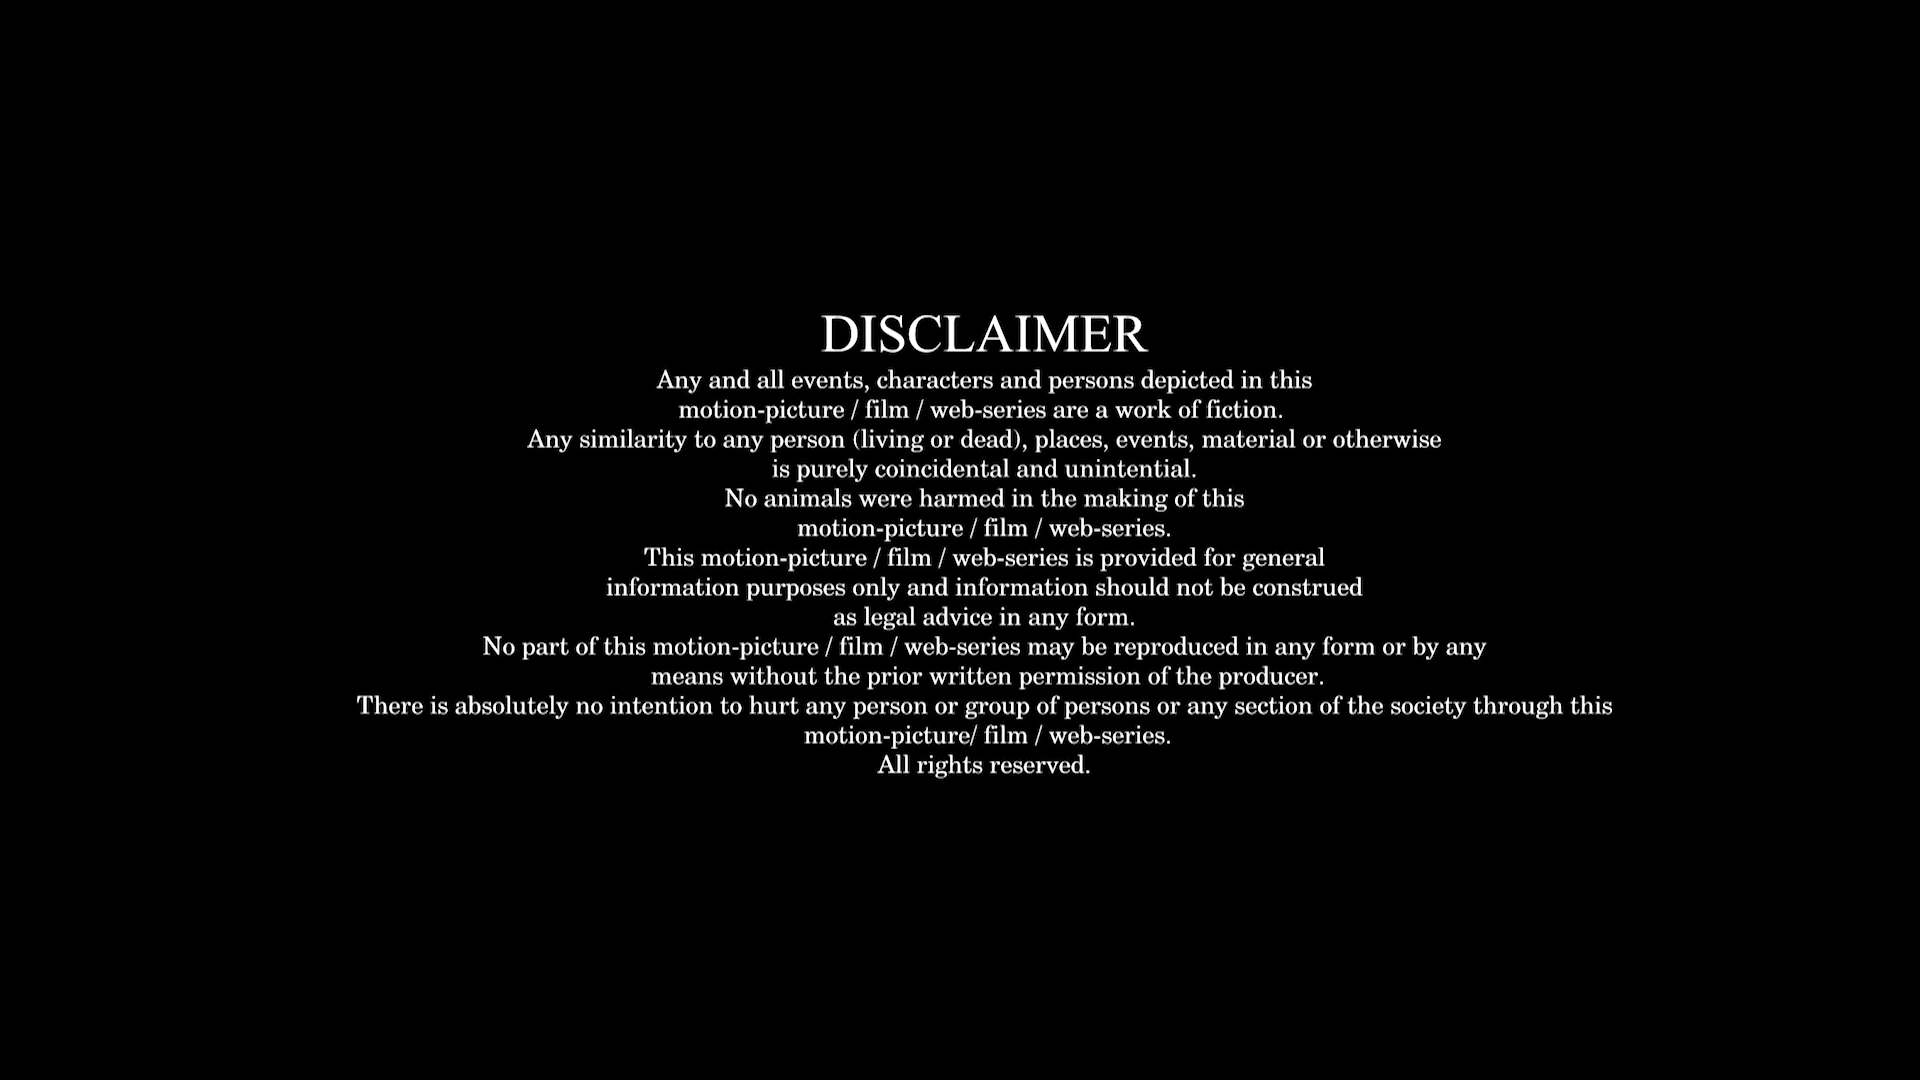 DISCLAIMER
Any and all events, characters and persons depicted in this
motion-picture / film / web-series are a work of fiction.
Any similarity to any person (living or dead), places, events, material or otherwise
is purely coincidental and unintential.
No animals were harmed in the making of this
motion-picture / film / web-series.
This motion-picture / film / web-series is provided for general
information purposes only and information should not be construed
as legal advice in any form.
No part of this motion-picture / film / web-series may be reproduced in any form or by any
means without the prior written permission of the producer.
There is absolutely no intention to hurt any person or group of persons or any section of the society through this
motion-picture/ film / web-series.
All rights reserved.